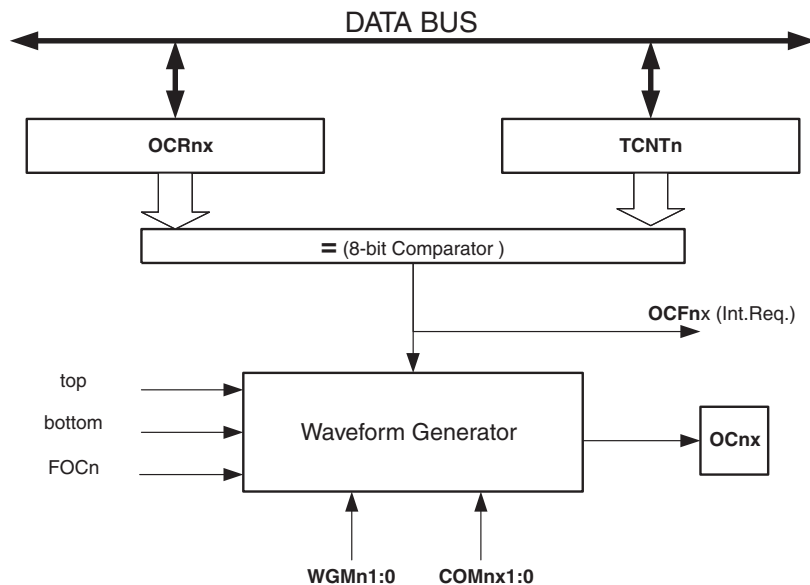 DATA BUS
OCRnx
TCNTn
= (8-bit Comparator )
OCFnx (Int.Req.)
top
bottom
FOCn
Waveform Generator
OCnx
WGMn1:0
COMnx1:0